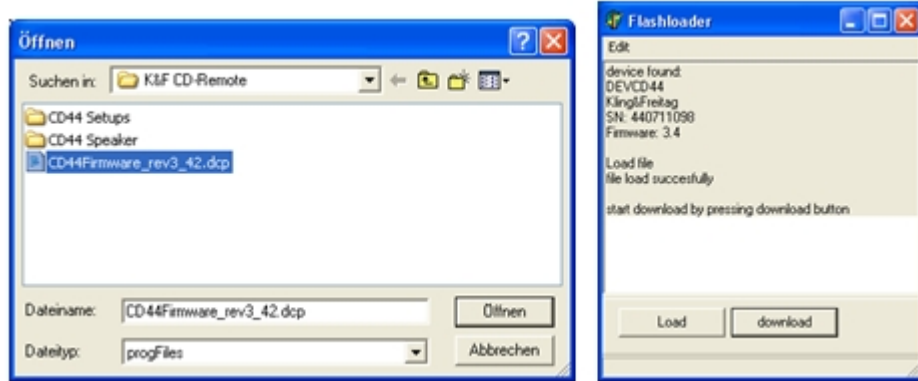 Öffnen
Suchen in: K&F CD-Remote
CD44 Setups
CD44 Speaker
CD44Firmware_rev3_42.dcp
Dateiname: CD44Firmware_rev3_42.dcp Öffnen
Dateityp: progFiles Abbrechen
Flashloader
Edit
device found:
DEVCD44
Kling&Freitag
SN: 440711098
Firmware: 3.4
Load file
file load succesfully
start download by pressing download button
Load download